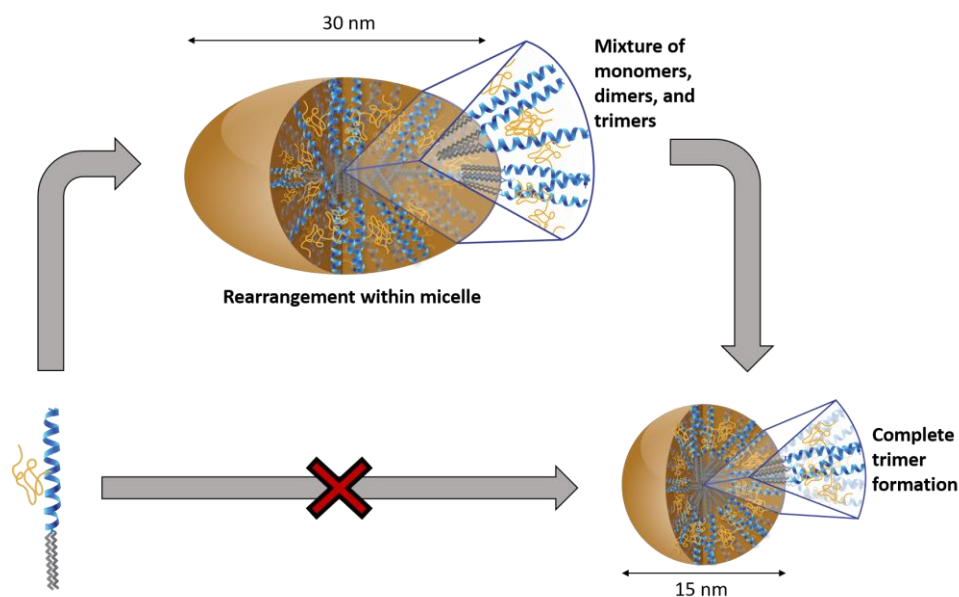 30 nm
Mixture of
monomers,
dimers, and
trimers
Rearrangement within micelle
Complete
trimer
formation
15 nm